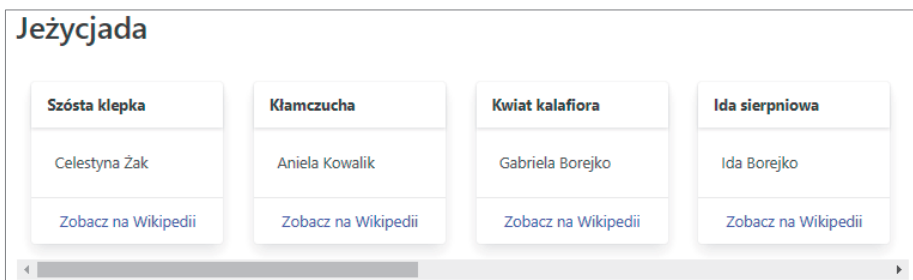 Jeżycjada
Szósta klepka
Celestyna Żak
Zobacz na Wikipedii
Kłamczucha
Aniela Kowalik
Zobacz na Wikipedii
Kwiat kalafiora
Gabriela Borejko
Zobacz na Wikipedii
Ida sierpniowa
Ida Borejko
Zobacz na Wikipedii